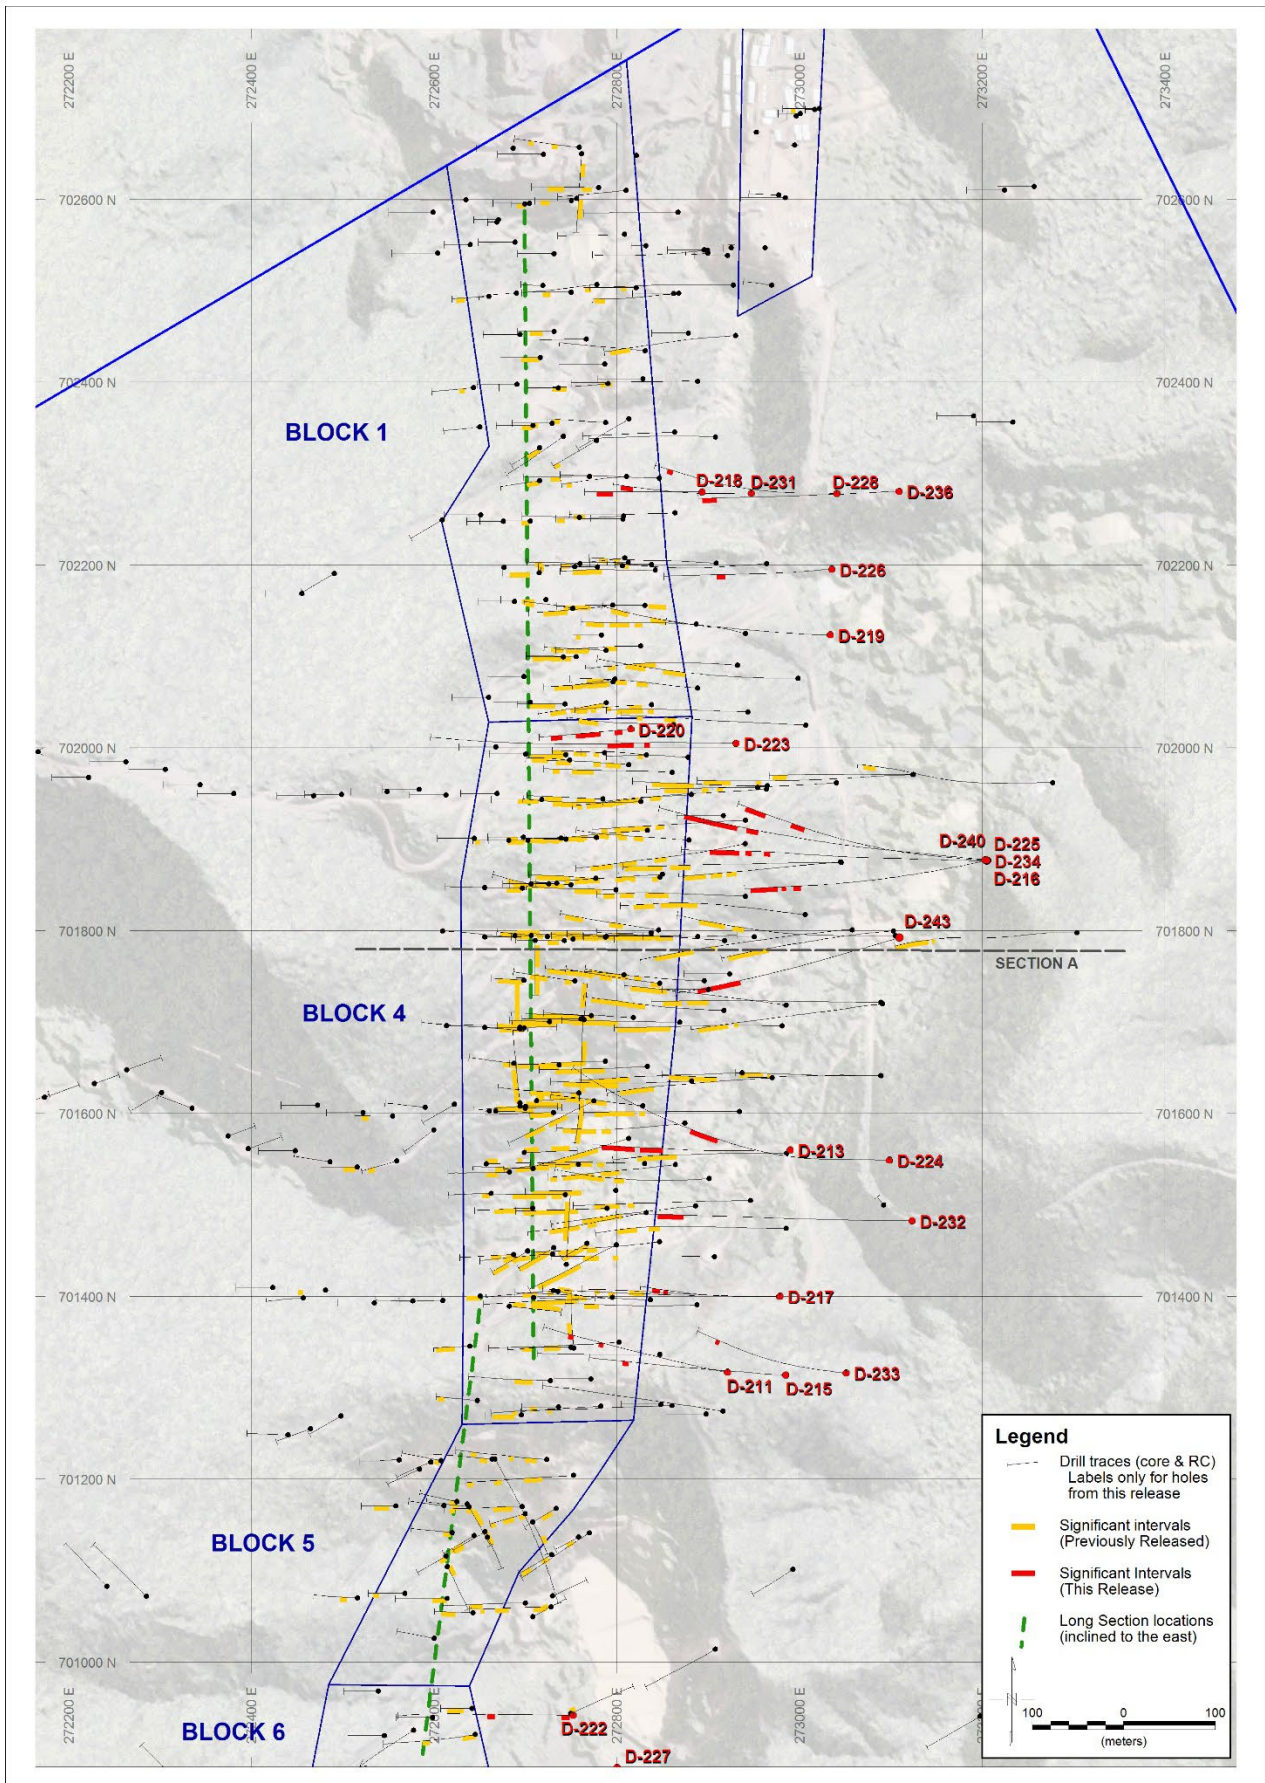 272200 E
272400 E
272600 E
272800 E
273000 E
273200 E
273400 E
702600 N
702600 N
702400 N
702400 N
BLOCK 1
D-218
D-231
D-228
D-236
702200 N
702200 N
D-226
D-219
D-220
D-223
702000 N
702000 N
D-240
D-225
D-234
D-216
D-243
701800 N
701800 N
SECTION A
BLOCK 4
701600 N
701600 N
D-213
D-224
D-232
701400 N
701400 N
D-217
D-211
D-215
D-233
701200 N
BLOCK 5
701000 N
BLOCK 6
D-222
D-227
272200 E
272400 E
272600 E
272800 E
273000 E
273200 E
Legend
Drill traces (core & RC)
Labels only for holes
from this release
Significant intervals
(Previously Released)
Significant Intervals
(This Release)
Long Section locations
(inclined to the east)
N
100 0 100
(meters)